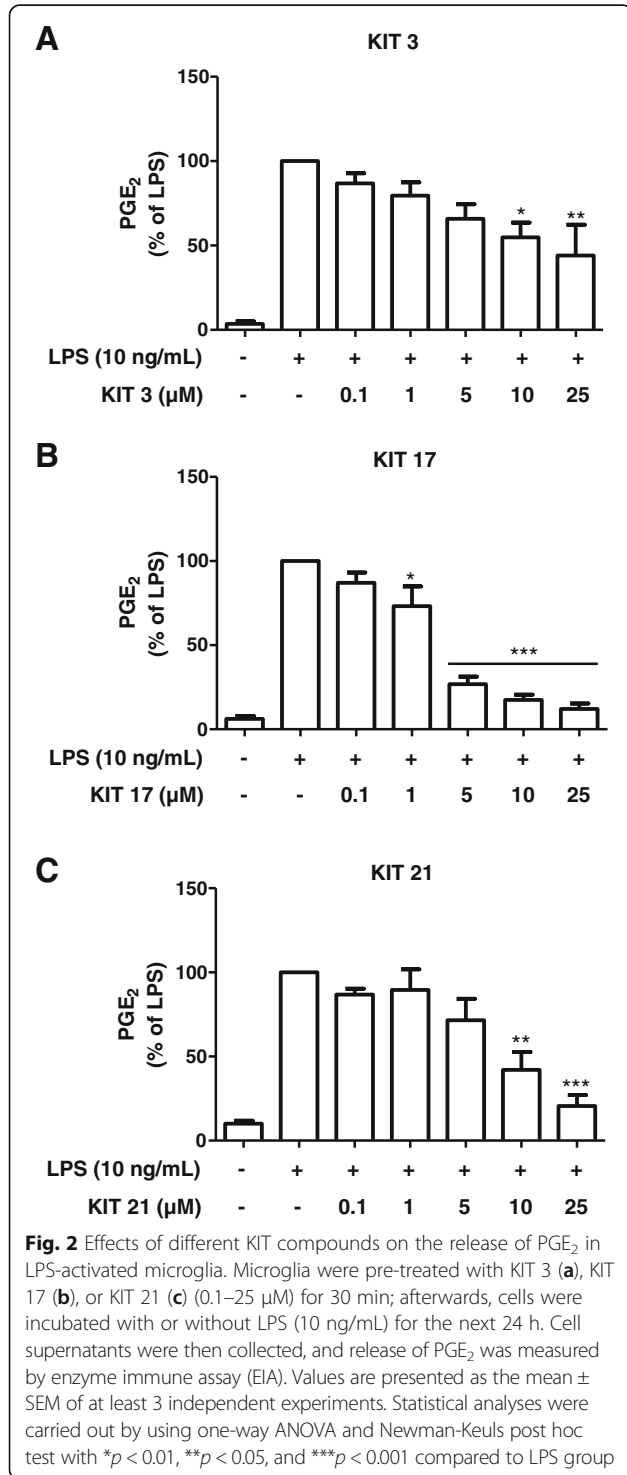 A
KIT 3
150
100
50
0
PGE₂
(% of LPS)
*
**
LPS (10 ng/mL) - + + + + + +
KIT 3 (µM) - - 0.1 1 5 10 25
B
KIT 17
150
100
50
0
PGE₂
(% of LPS)
*
***
LPS (10 ng/mL) - + + + + + +
KIT 17 (µM) - - 0.1 1 5 10 25
C
KIT 21
150
100
50
0
PGE₂
(% of LPS)
**
***
LPS (10 ng/mL) - + + + + + +
KIT 21 (µM) - - 0.1 1 5 10 25
Fig. 2 Effects of different KIT compounds on the release of PGE₂ in
LPS-activated microglia. Microglia were pre-treated with KIT 3 (a), KIT
17 (b), or KIT 21 (c) (0.1–25 µM) for 30 min; afterwards, cells were
incubated with or without LPS (10 ng/mL) for the next 24 h. Cell
supernatants were then collected, and release of PGE₂ was measured
by enzyme immune assay (EIA). Values are presented as the mean ±
SEM of at least 3 independent experiments. Statistical analyses were
carried out by using one-way ANOVA and Newman-Keuls post hoc
test with *p < 0.01, **p < 0.05, and ***p < 0.001 compared to LPS group